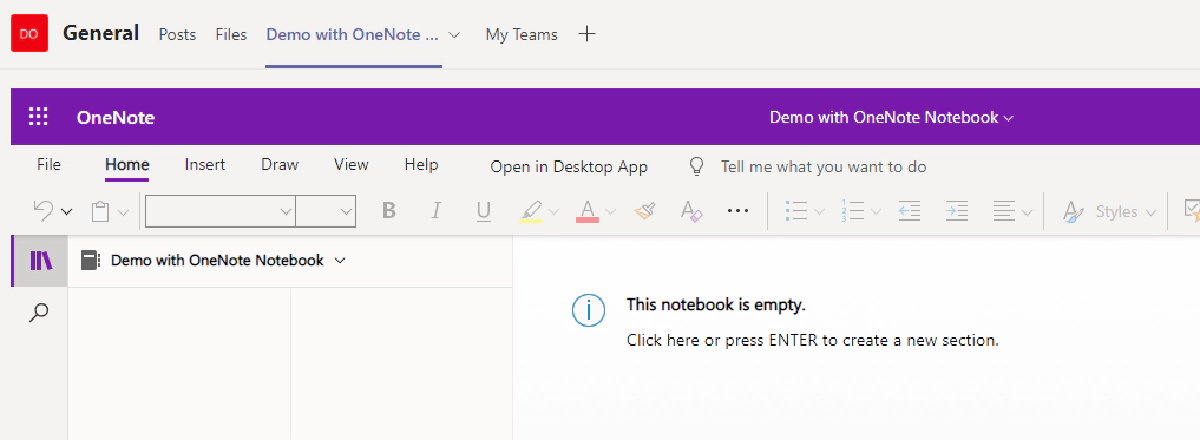 DO General Posts Files Demo with OneNote ... My Teams
OneNote Demo with OneNote Notebook
File Home Insert Draw View Help Open in Desktop App Tell me what you want to do
B I U A A Styles
Demo with OneNote Notebook
This notebook is empty.
Click here or press ENTER to create a new section.